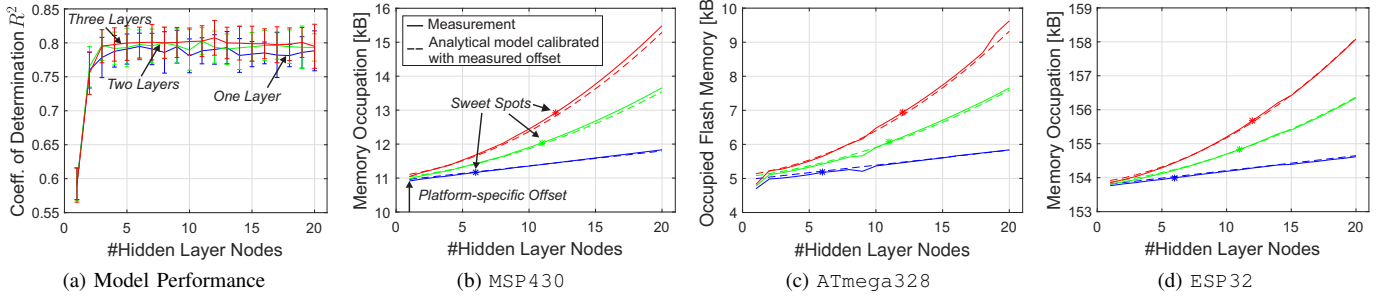 Coeff. of Determination R²
0.85
0.8
0.75
0.7
0.65
0.6
0.55
Three Layers
Two Layers
One Layer
0
5
10
15
20
#Hidden Layer Nodes
(a) Model Performance
Memory Occupation [kB]
16
15
14
13
12
11
10
Measurement
Analytical model calibrated
with measured offset
Sweet Spots
Platform-specific Offset
0
5
10
15
20
#Hidden Layer Nodes
(b) MSP430
Occupied Flash Memory [kB]
10
9
8
7
6
5
4
0
5
10
15
20
#Hidden Layer Nodes
(c) ATmega328
Memory Occupation [kB]
159
158
157
156
155
154
153
0
5
10
15
20
#Hidden Layer Nodes
(d) ESP32